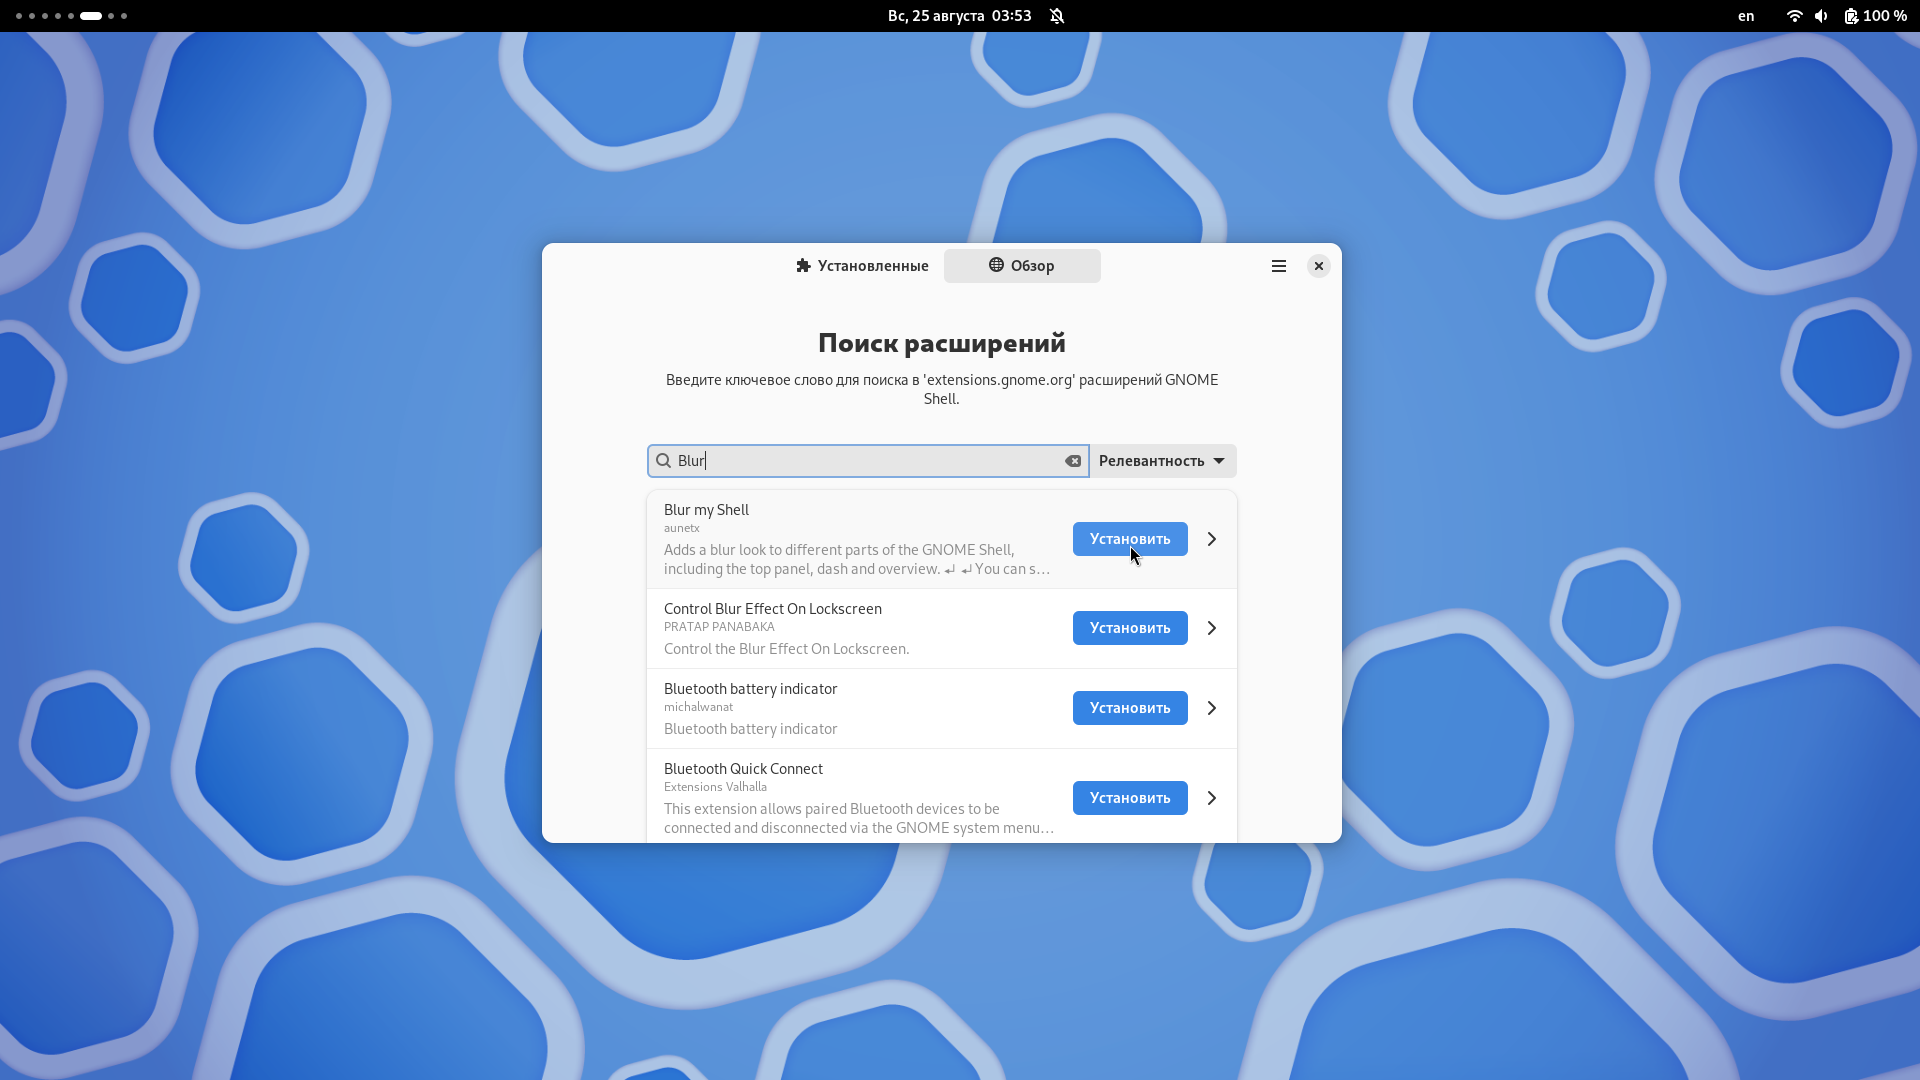 Вс, 25 августа 03:53
en
100 %
Установленные
Обзор
Поиск расширений
Введите ключевое слово для поиска в 'extensions.gnome.org' расширений GNOME
Shell.
Blur
Релевантность
Blur my Shell
aunetx
Adds a blur look to different parts of the GNOME Shell,
including the top panel, dash and overview. ↵ ↵ You can s…
Установить
Control Blur Effect On Lockscreen
PRATAP PANABAKA
Control the Blur Effect On Lockscreen.
Установить
Bluetooth battery indicator
michalwanat
Bluetooth battery indicator
Установить
Bluetooth Quick Connect
Extensions Valhalla
This extension allows paired Bluetooth devices to be
connected and disconnected via the GNOME system menu…
Установить